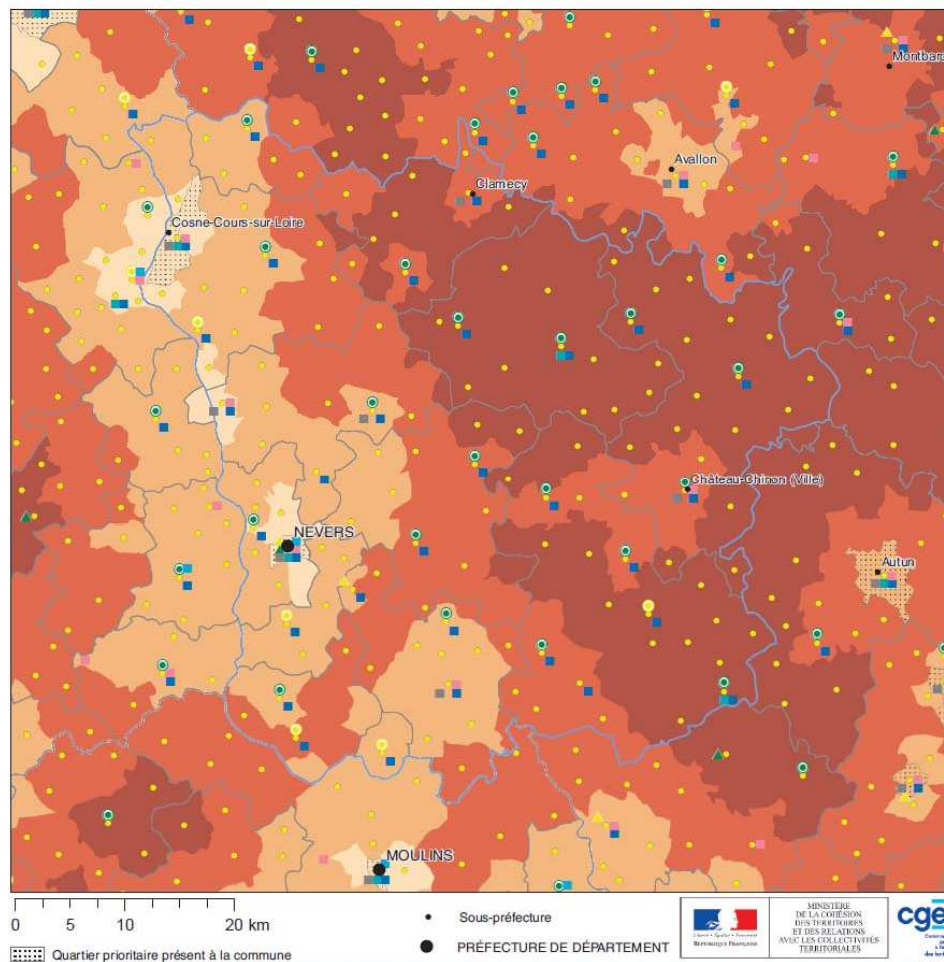 Montbard
Avallon
Clamecy
Cosne-Cours-sur-Loire
Château-Chinon (Ville)
NEVERS
Autun
MOULINS
0 5 10 20 km
Sous-préfecture
PRÉFECTURE DE DÉPARTEMENT
Quartier prioritaire présent à la commune
RÉPUBLIQUE FRANÇAISE
MINISTÈRE
DE LA COHÉSION
DES TERRITOIRES
ET DES RELATIONS
AVEC LES COLLECTIVITÉS
TERRITORIALES
cge